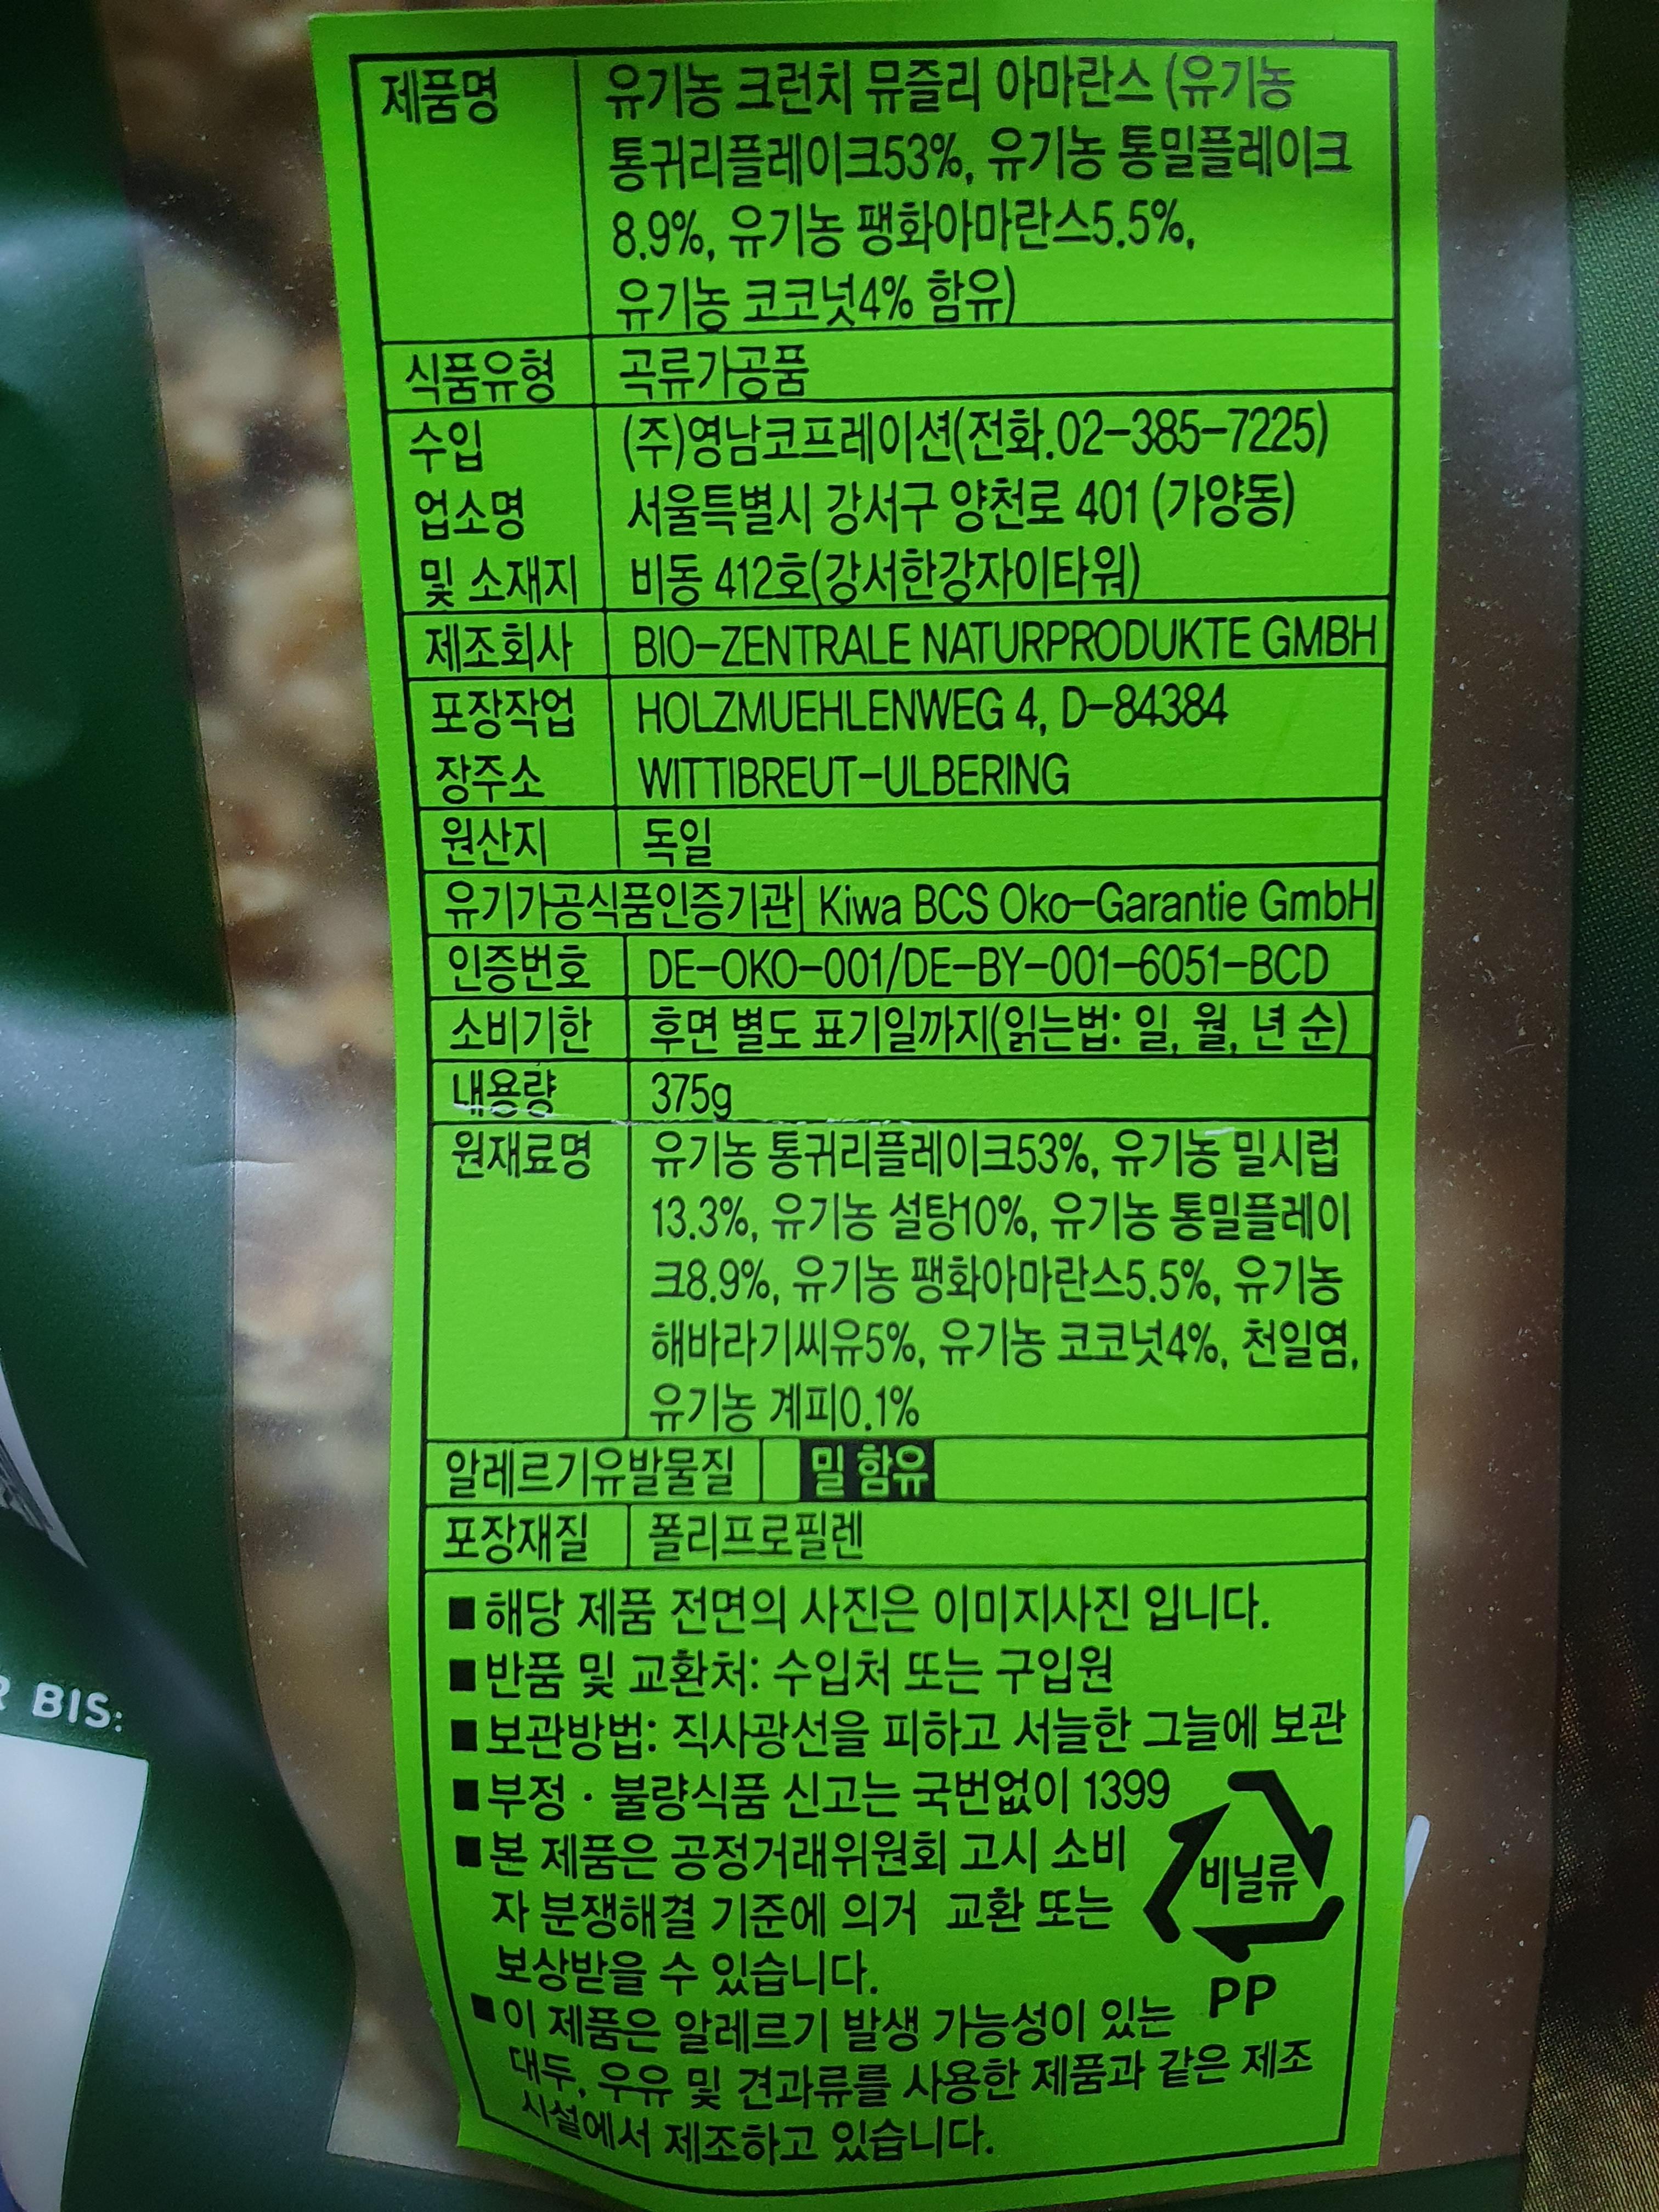 제품명 유기농 크런치 뮤즐리 아마란스 (유기농
통귀리플레이크53%, 유기농 통밀플레이크
8.9%, 유기농 팽화아마란스5.5%,
유기농 코코넛4% 함유)
식품유형 곡류가공품
수입 (주)영남코프레이션(전화.02-385-7225)
업소명 서울특별시 강서구 양천로 401 (가양동)
및 소재지 비동 412호(강서한강자이타워)
제조회사 BIO-ZENTRALE NATURPRODUKTE GMBH
포장작업 HOLZMUEHLENWEG 4, D-84384
장주소 WITTIBREUT-ULBERING
원산지 독일
유기가공식품인증기관 Kiwa BCS Oko-Garantie GmbH
인증번호 DE-OKO-001/DE-BY-001-6051-BCD
소비기한 후면 별도 표기일까지(읽는법: 일, 월, 년 순)
내용량 375g
원재료명 유기농 통귀리플레이크53%, 유기농 밀시럽
13.3%, 유기농 설탕10%, 유기농 통밀플레이
크8.9%, 유기농 팽화아마란스5.5%, 유기농
해바라기씨유5%, 유기농 코코넛4%, 천일염,
유기농 계피0.1%
알레르기유발물질 밀 함유
포장재질 폴리프로필렌
■ 해당 제품 전면의 사진은 이미지사진 입니다.
■ 반품 및 교환처: 수입처 또는 구입원
■ 보관방법: 직사광선을 피하고 서늘한 그늘에 보관
■ 부정 · 불량식품 신고는 국번없이 1399
■ 본 제품은 공정거래위원회 고시 소비
자 분쟁해결 기준에 의거 교환 또는
보상받을 수 있습니다.
■ 이 제품은 알레르기 발생 가능성이 있는
대두, 우유 및 견과류를 사용한 제품과 같은 제조
시설에서 제조하고 있습니다.
비닐류
PP
BIS: